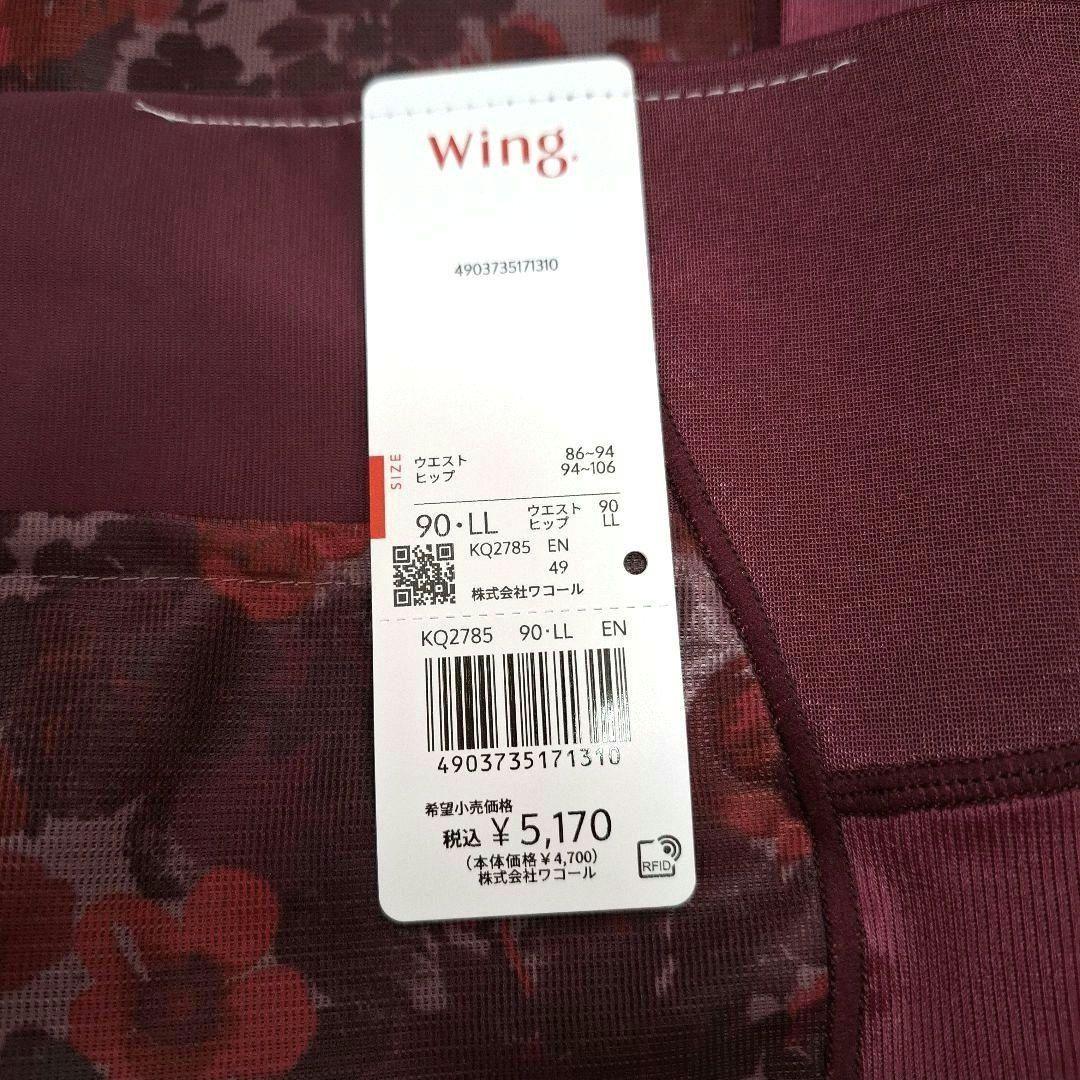 Wing.
4903735171310
SIZE
ウエスト 86~94
ヒップ 94~106
90・LL ウエスト 90
ヒップ LL
KQ2785 EN
49
株式会社ワコール
KQ2785 90・LL EN
4903735171310
希望小売価格
税込 ¥5,170
(本体価格¥4,700)
株式会社ワコール
RFID